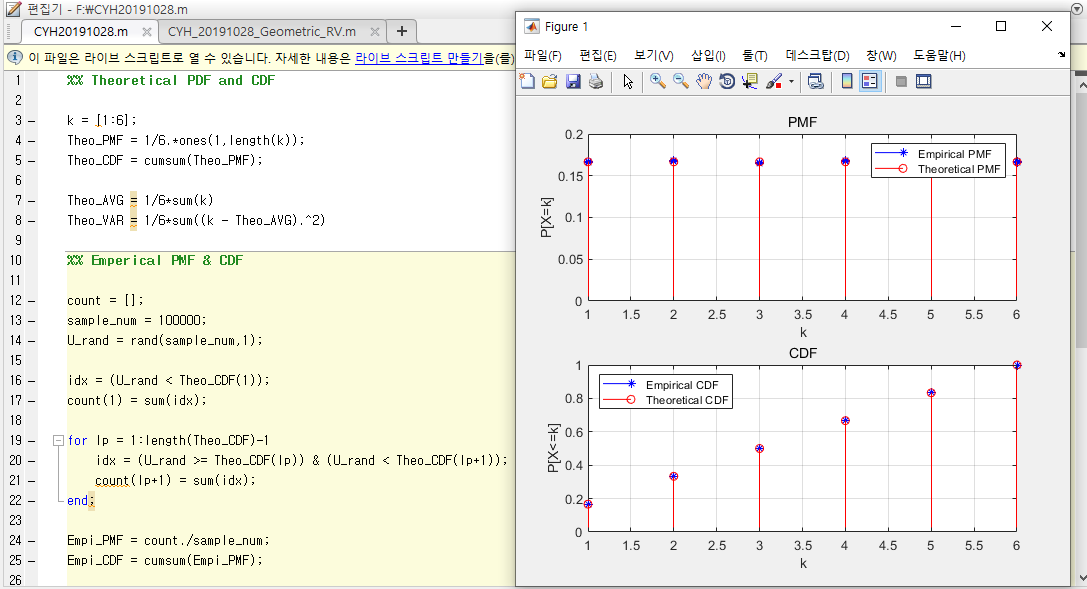 편집기 - F:₩CYH20191028.m
CYH20191028.m × CYH_20191028_Geometric_RV.m × +
이 파일은 라이브 스크립트로 열 수 있습니다. 자세한 내용은 라이브 스크립트 만들기을(를)
1 %% Theoretical PDF and CDF
2
3 – k = [1:6];
4 – Theo_PMF = 1/6.*ones(1,length(k));
5 – Theo_CDF = cumsum(Theo_PMF);
6
7 – Theo_AVG = 1/6*sum(k)
8 – Theo_VAR = 1/6*sum((k - Theo_AVG).^2)
9
10 %% Emperical PMF & CDF
11
12 – count = [];
13 – sample_num = 100000;
14 – U_rand = rand(sample_num,1);
15
16 – idx = (U_rand < Theo_CDF(1));
17 – count(1) = sum(idx);
18
19 – for lp = 1:length(Theo_CDF)-1
20 – idx = (U_rand >= Theo_CDF(lp)) & (U_rand < Theo_CDF(lp+1));
21 – count(lp+1) = sum(idx);
22 – end;
23
24 – Empi_PMF = count./sample_num;
25 – Empi_CDF = cumsum(Empi_PMF);
26
Figure 1
파일(F) 편집(E) 보기(V) 삽입(I) 툴(T) 데스크탑(D) 창(W) 도움말(H)
PMF
0.2
0.15
0.1
0.05
0
P[X=k]
Empirical PMF
Theoretical PMF
1 1.5 2 2.5 3 3.5 4 4.5 5 5.5 6
k
CDF
1
0.8
0.6
0.4
0.2
0
P[X<=k]
Empirical CDF
Theoretical CDF
1 1.5 2 2.5 3 3.5 4 4.5 5 5.5 6
k